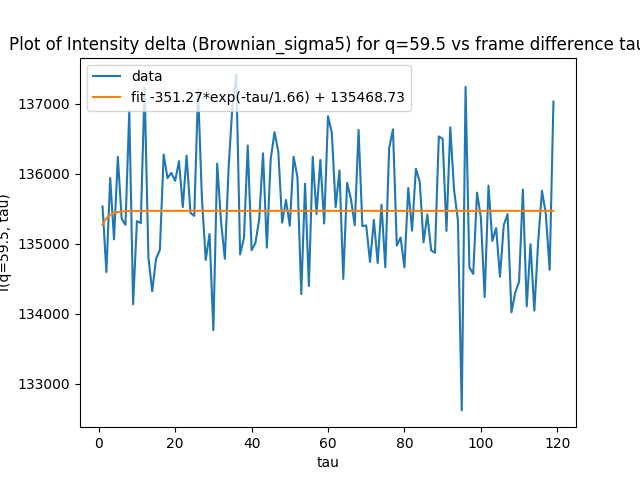 Plot of Intensity delta (Brownian_sigma5) for q=59.5 vs frame difference tau
data
fit -351.27*exp(-tau/1.66) + 135468.73
137000
136000
135000
134000
133000
(q=59.5, tau)
0
20
40
60
80
100
120
tau